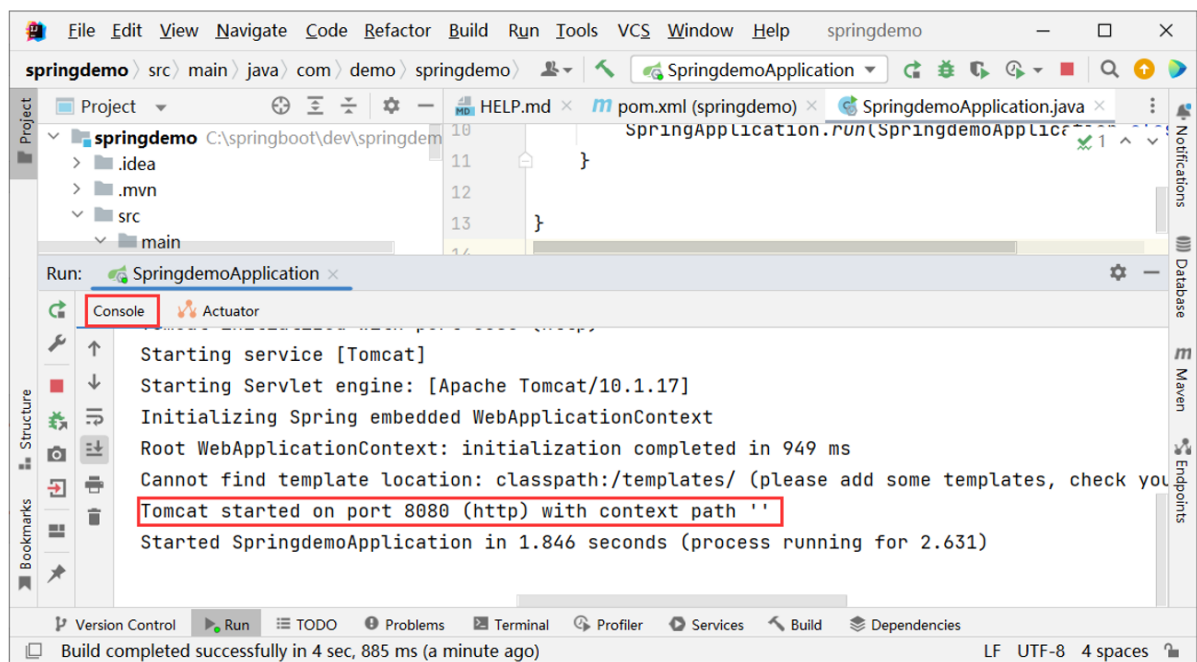 File Edit View Navigate Code Refactor Build Run Tools VCS Window Help springdemo
springdemo src main java com demo springdemo SpringdemoApplication
Project HELP.md pom.xml (springdemo) SpringdemoApplication.java
Project
springdemo C:\springboot\dev\springdem
.idea
.mvn
src
main
10 SpringApplication.run(SpringdemoApplication
1
11 }
12
13 }
14
Notifications
Database
Maven
Endpoints
Run: SpringdemoApplication
Console Actuator
Starting service [Tomcat]
Starting Servlet engine: [Apache Tomcat/10.1.17]
Initializing Spring embedded WebApplicationContext
Root WebApplicationContext: initialization completed in 949 ms
Cannot find template location: classpath:/templates/ (please add some templates, check you
Tomcat started on port 8080 (http) with context path ''
Started SpringdemoApplication in 1.846 seconds (process running for 2.631)
Structure
Bookmarks
Version Control Run TODO Problems Terminal Profiler Services Build Dependencies
Build completed successfully in 4 sec, 885 ms (a minute ago) LF UTF-8 4 spaces